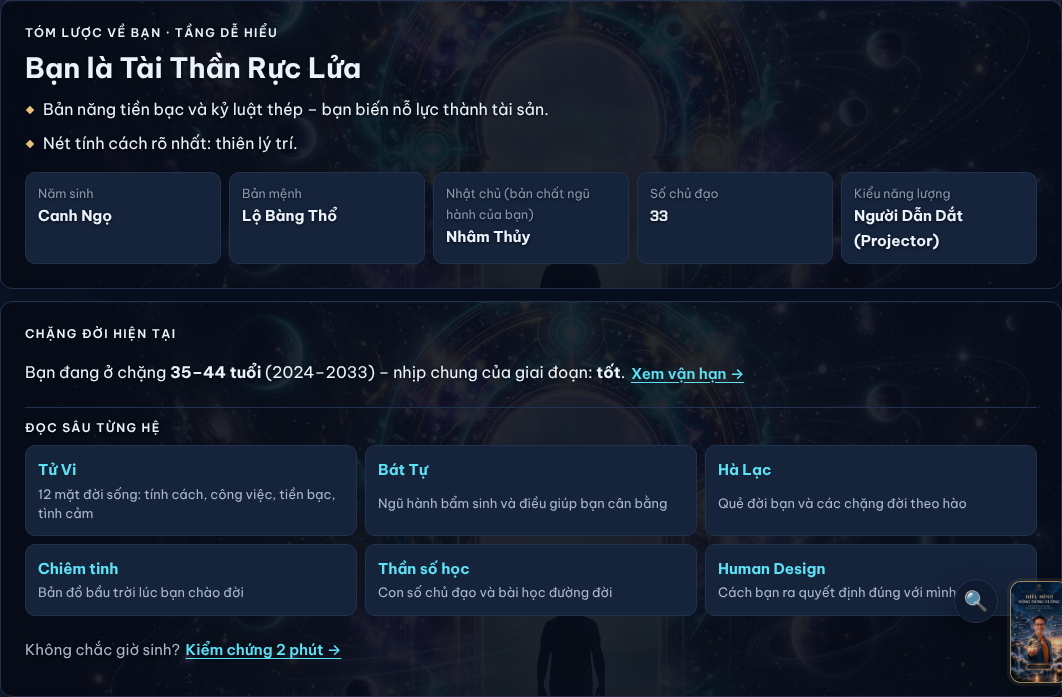 TÓM LƯỢC VỀ BẠN · TẦNG DỄ HIỂU
Bạn là Tài Thần Rực Lửa
Bản năng tiền bạc và kỷ luật thép – bạn biến nỗ lực thành tài sản.
Nét tính cách rõ nhất: thiên lý trí.
Năm sinh
Canh Ngọ
Bản mệnh
Lộ Bàng Thổ
Nhật chủ (bản chất ngũ
hành của bạn)
Nhâm Thủy
Số chủ đạo
33
Kiểu năng lượng
Người Dẫn Dắt
(Projector)
CHẶNG ĐỜI HIỆN TẠI
Bạn đang ở chặng 35–44 tuổi (2024–2033) – nhịp chung của giai đoạn: tốt. Xem vận hạn →
ĐỌC SÂU TỪNG HỆ
Tử Vi
12 mặt đời sống: tính cách, công việc, tiền bạc,
tình cảm
Bát Tự
Ngũ hành bẩm sinh và điều giúp bạn cân bằng
Hà Lạc
Quẻ đời bạn và các chặng đời theo hào
Chiêm tinh
Bản đồ bầu trời lúc bạn chào đời
Thần số học
Con số chủ đạo và bài học đường đời
Human Design
Cách bạn ra quyết định đúng với mình
Không chắc giờ sinh? Kiểm chứng 2 phút →